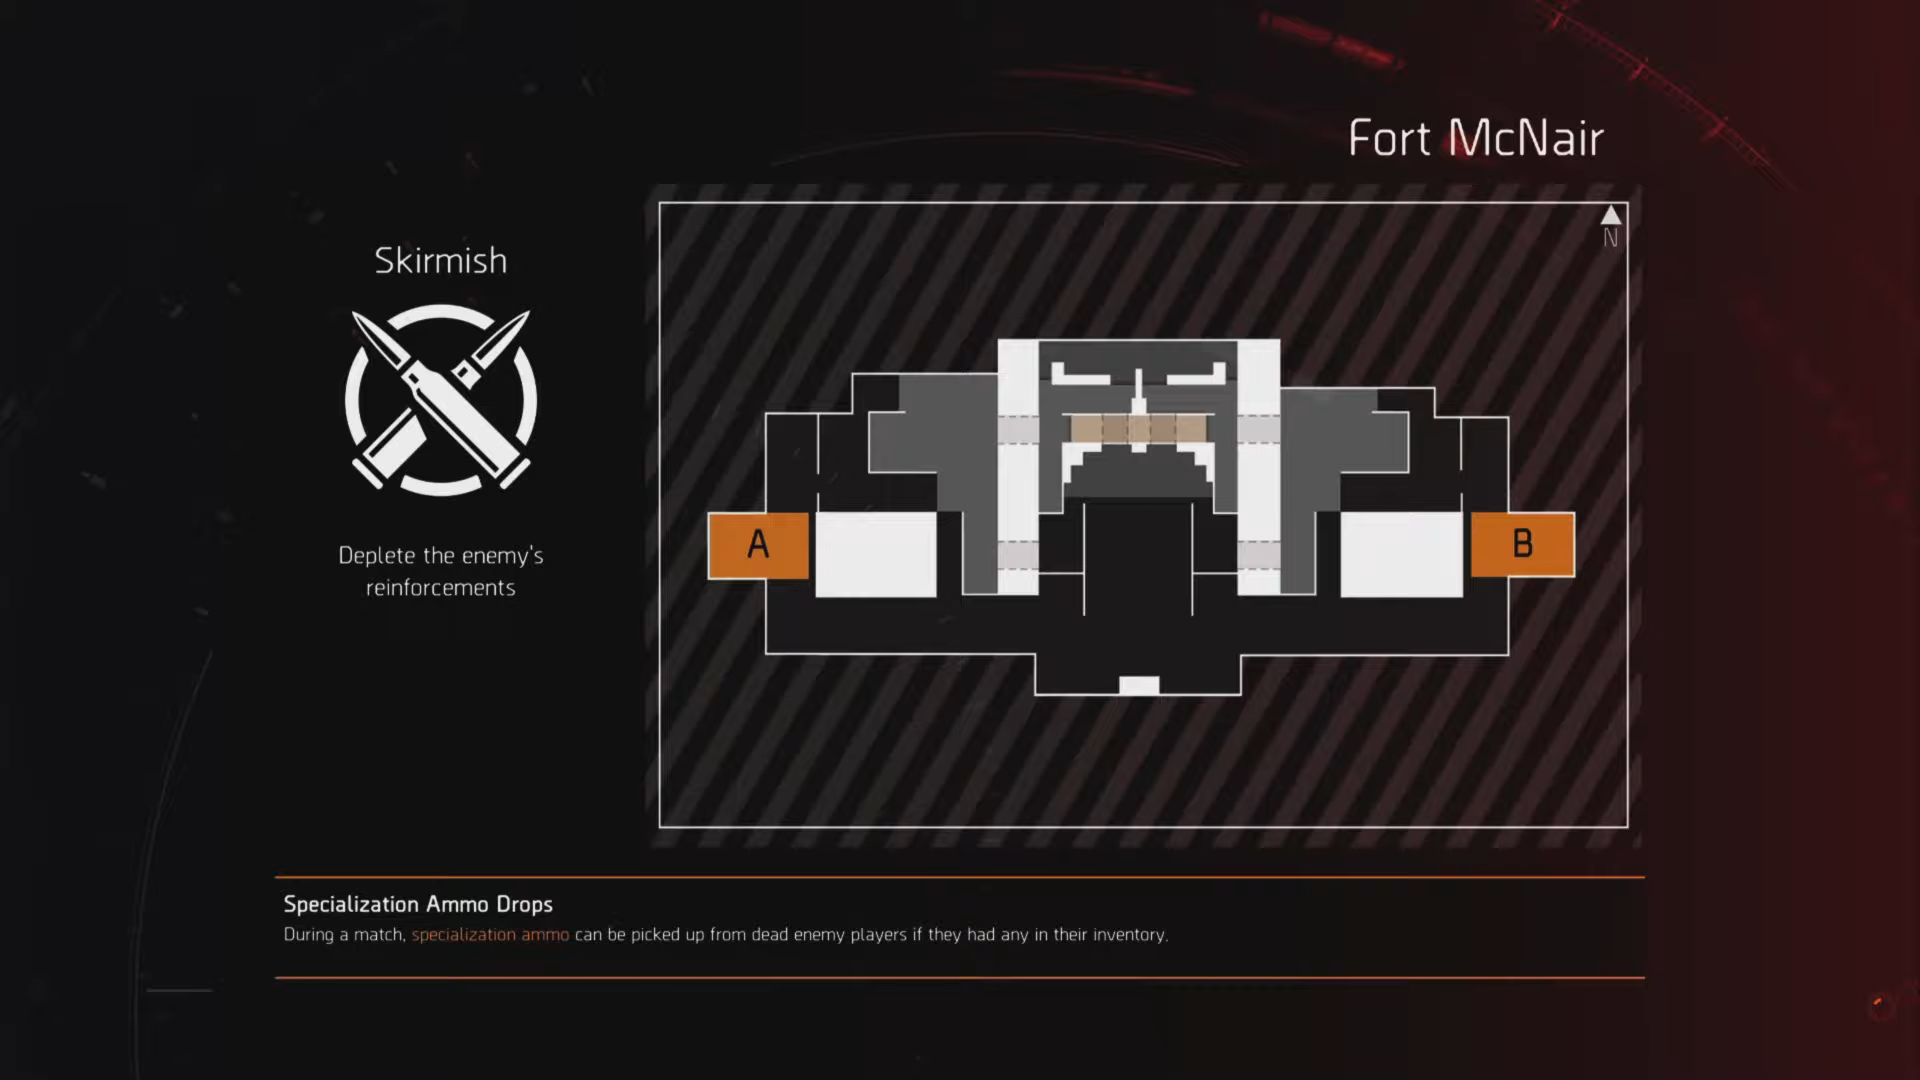 Fort McNair
N
Skirmish
Deplete the enemy's
reinforcements
A
B
Specialization Ammo Drops
During a match, specialization ammo can be picked up from dead enemy players if they had any in their inventory.